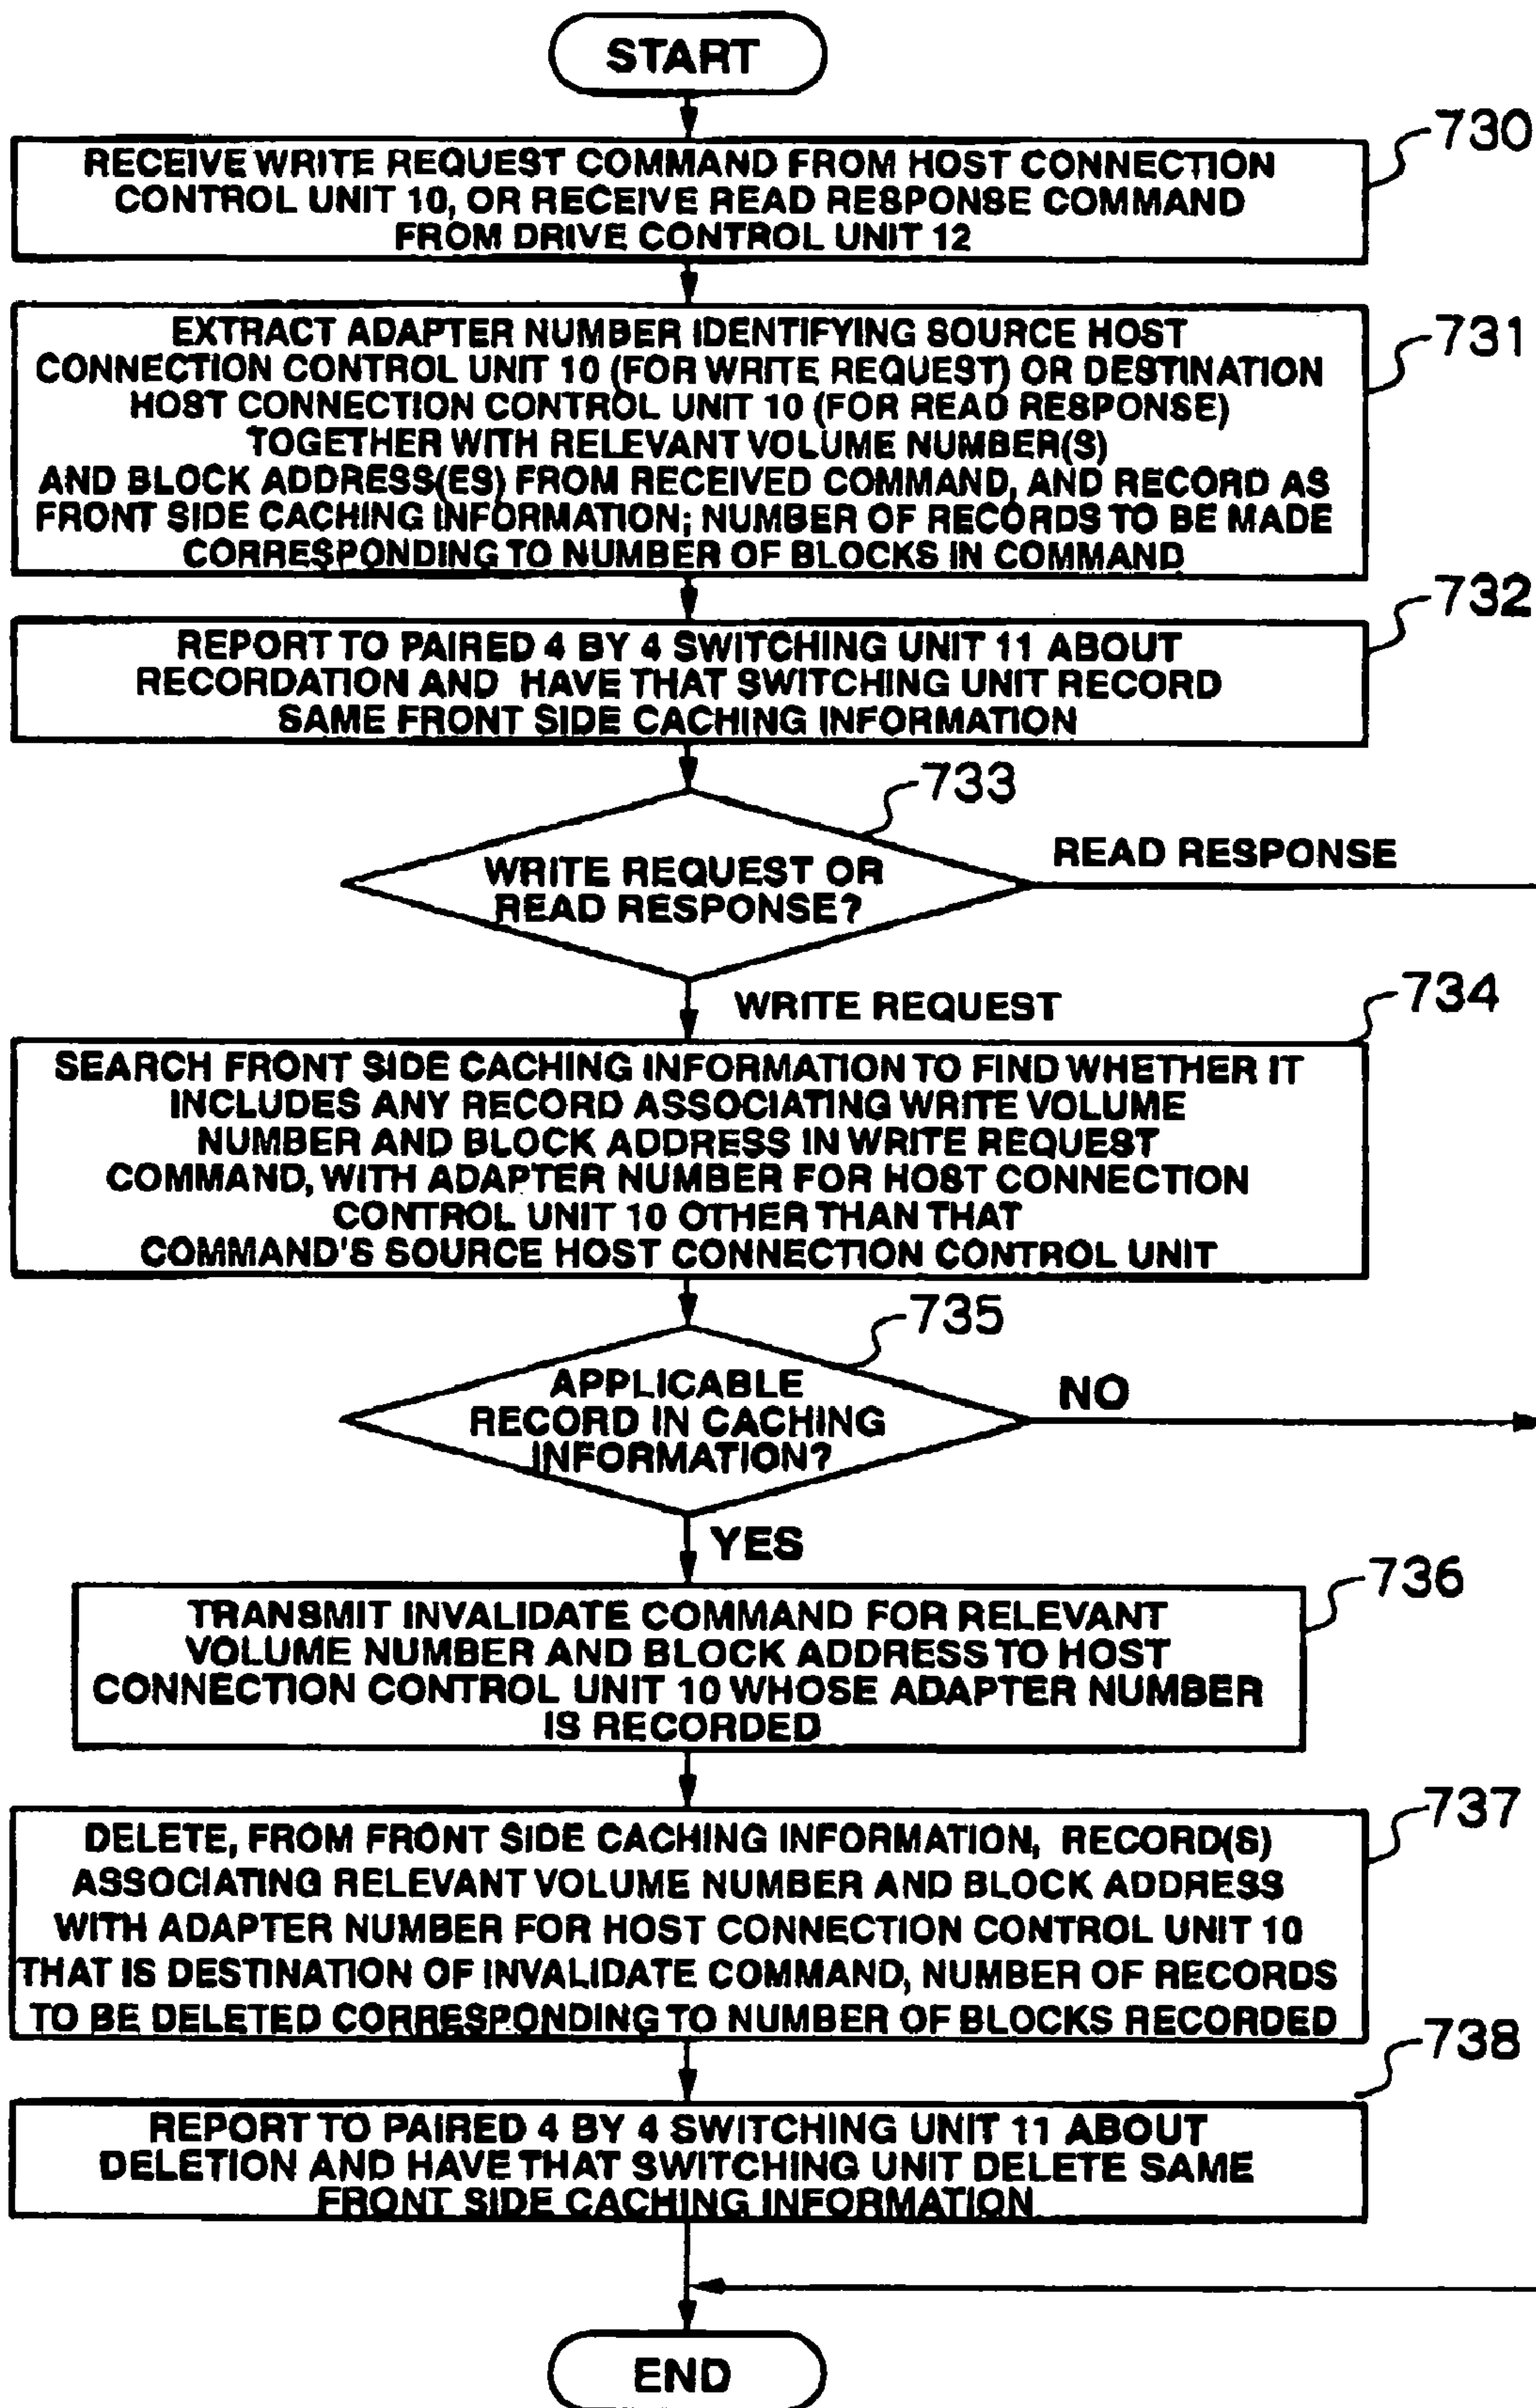 START
730
RECEIVE WRITE REQUEST COMMAND FROM HOST CONNECTION
CONTROL UNIT 10, OR RECEIVE READ RESPONSE COMMAND
FROM DRIVE CONTROL UNIT 12
731
EXTRACT ADAPTER NUMBER IDENTIFYING SOURCE HOST
CONNECTION CONTROL UNIT 10 (FOR WRITE REQUEST) OR DESTINATION
HOST CONNECTION CONTROL UNIT 10 (FOR READ RESPONSE)
TOGETHER WITH RELEVANT VOLUME NUMBER(S)
AND BLOCK ADDRESS(ES) FROM RECEIVED COMMAND, AND RECORD AS
FRONT SIDE CACHING INFORMATION; NUMBER OF RECORDS TO BE MADE
CORRESPONDING TO NUMBER OF BLOCKS IN COMMAND
732
REPORT TO PAIRED 4 BY 4 SWITCHING UNIT 11 ABOUT
RECORDATION AND HAVE THAT SWITCHING UNIT RECORD
SAME FRONT SIDE CACHING INFORMATION
733
WRITE REQUEST OR
READ RESPONSE?
READ RESPONSE
WRITE REQUEST
734
SEARCH FRONT SIDE CACHING INFORMATION TO FIND WHETHER IT
INCLUDES ANY RECORD ASSOCIATING WRITE VOLUME
NUMBER AND BLOCK ADDRESS IN WRITE REQUEST
COMMAND, WITH ADAPTER NUMBER FOR HOST CONNECTION
CONTROL UNIT 10 OTHER THAN THAT
COMMAND'S SOURCE HOST CONNECTION CONTROL UNIT
735
APPLICABLE
RECORD IN CACHING
INFORMATION?
NO
YES
736
TRANSMIT INVALIDATE COMMAND FOR RELEVANT
VOLUME NUMBER AND BLOCK ADDRESS TO HOST
CONNECTION CONTROL UNIT 10 WHOSE ADAPTER NUMBER
IS RECORDED
737
DELETE, FROM FRONT SIDE CACHING INFORMATION, RECORD(S)
ASSOCIATING RELEVANT VOLUME NUMBER AND BLOCK ADDRESS
WITH ADAPTER NUMBER FOR HOST CONNECTION CONTROL UNIT 10
THAT IS DESTINATION OF INVALIDATE COMMAND, NUMBER OF RECORDS
TO BE DELETED CORRESPONDING TO NUMBER OF BLOCKS RECORDED
738
REPORT TO PAIRED 4 BY 4 SWITCHING UNIT 11 ABOUT
DELETION AND HAVE THAT SWITCHING UNIT DELETE SAME
FRONT SIDE CACHING INFORMATION
END